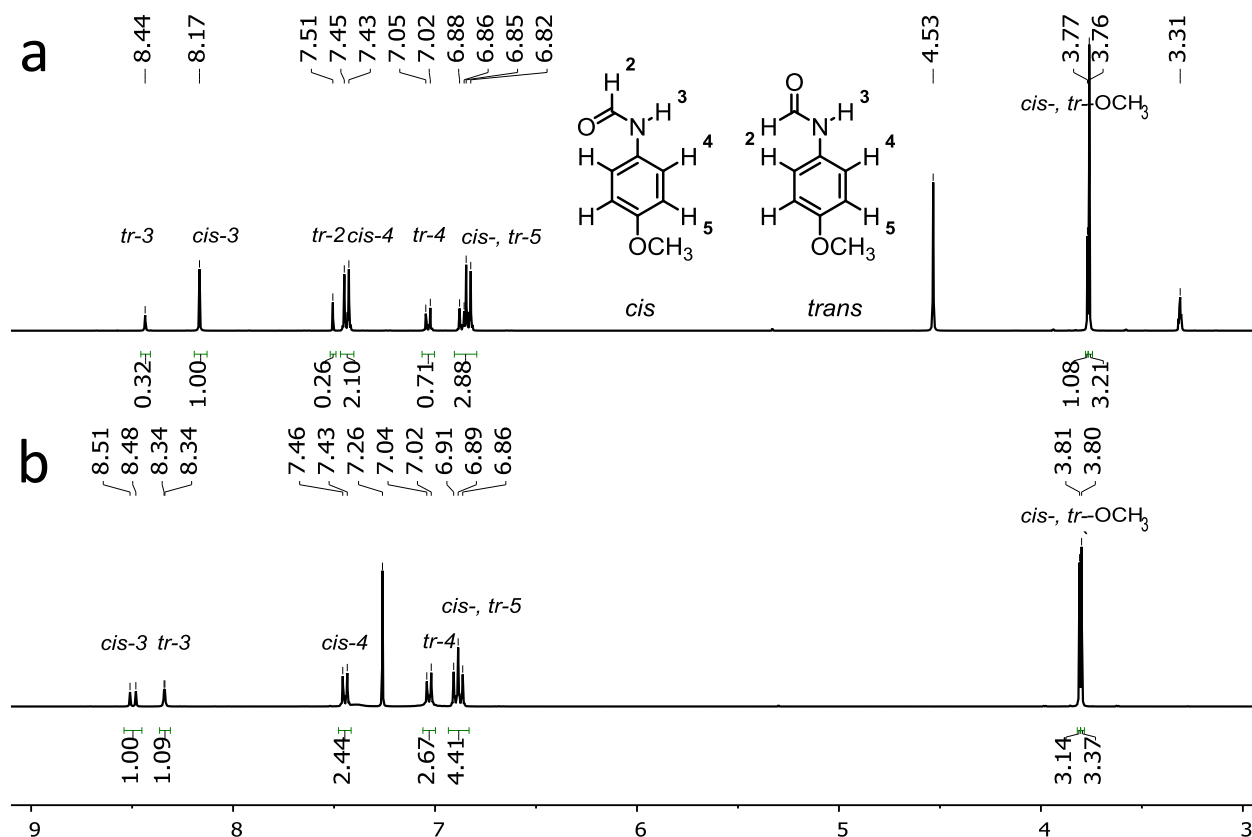 a
8.44 8.17 7.51 7.45 7.43 7.05 7.02 6.88 6.86 6.85 6.82 4.53 3.77 3.76 3.31
cis-, tr-OCH3
H 2 O
O N H 3 H N H 3
2
H H 4 H H 4
H H 5 H H 5
OCH3 OCH3
tr-3 cis-3 tr-2 cis-4 tr-4 cis-, tr-5
cis trans
0.32 1.00 0.26 2.10 0.71 2.88 1.08 3.21
b
8.51 8.48 8.34 8.34 7.46 7.43 7.26 7.04 7.02 6.91 6.89 6.86 3.81 3.80
cis-, tr-OCH3
cis-, tr-5
cis-3 tr-3 cis-4 tr-4
1.00 1.09 2.44 2.67 4.41 3.14 3.37
9 8 7 6 5 4 3